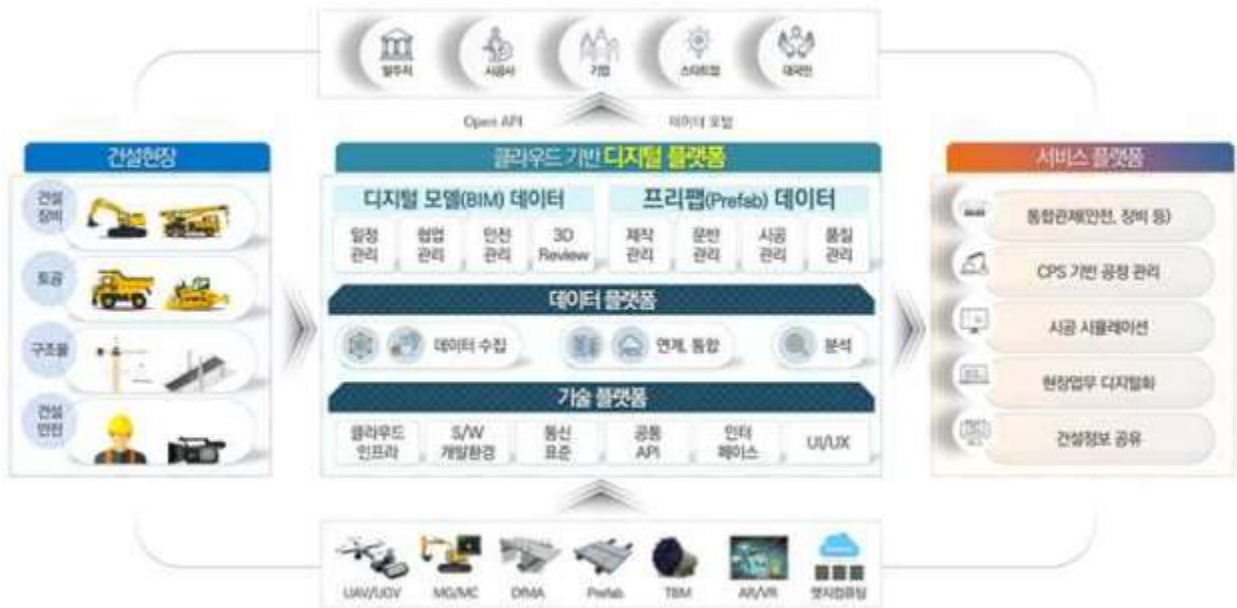 발주처 시공사 기업 스타트업 대국민
Open API 데이터 포털
건설현장
건설
장비
토공
구조물
건설
안전
클라우드 기반 디지털 플랫폼
디지털 모델(BIM) 데이터
프리팹(Prefab) 데이터
일정 협업 안전 3D 제작 운반 시공 품질
관리 관리 관리 Review 관리 관리 관리 관리
데이터 플랫폼
데이터 수집 연계, 통합 분석
기술 플랫폼
클라우드 S/W 통신 공통 인터 UI/UX
인프라 개발환경 표준 API 페이스
서비스 플랫폼
통합관제(안전, 장비 등)
CPS 기반 공정 관리
시공 시뮬레이션
현장업무 디지털화
건설정보 공유
UAV/UGV MG/MC DfMA Prefab TBM AR/VR 엣지컴퓨팅